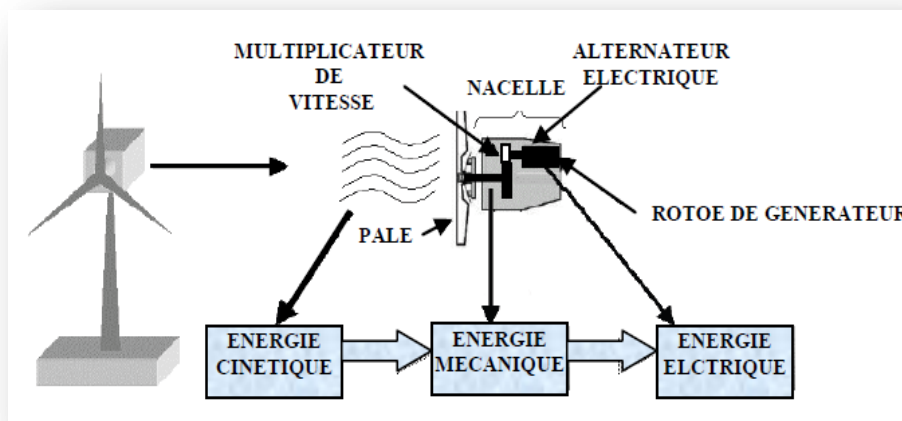 MULTIPLICATEUR
DE
VITESSE
ALTERNATEUR
ELECTRIQUE
NACELLE
ROTOE DE GENERATEUR
PALE
ENERGIE
CINETIQUE
ENERGIE
MECANIQUE
ENERGIE
ELCTRIQUE